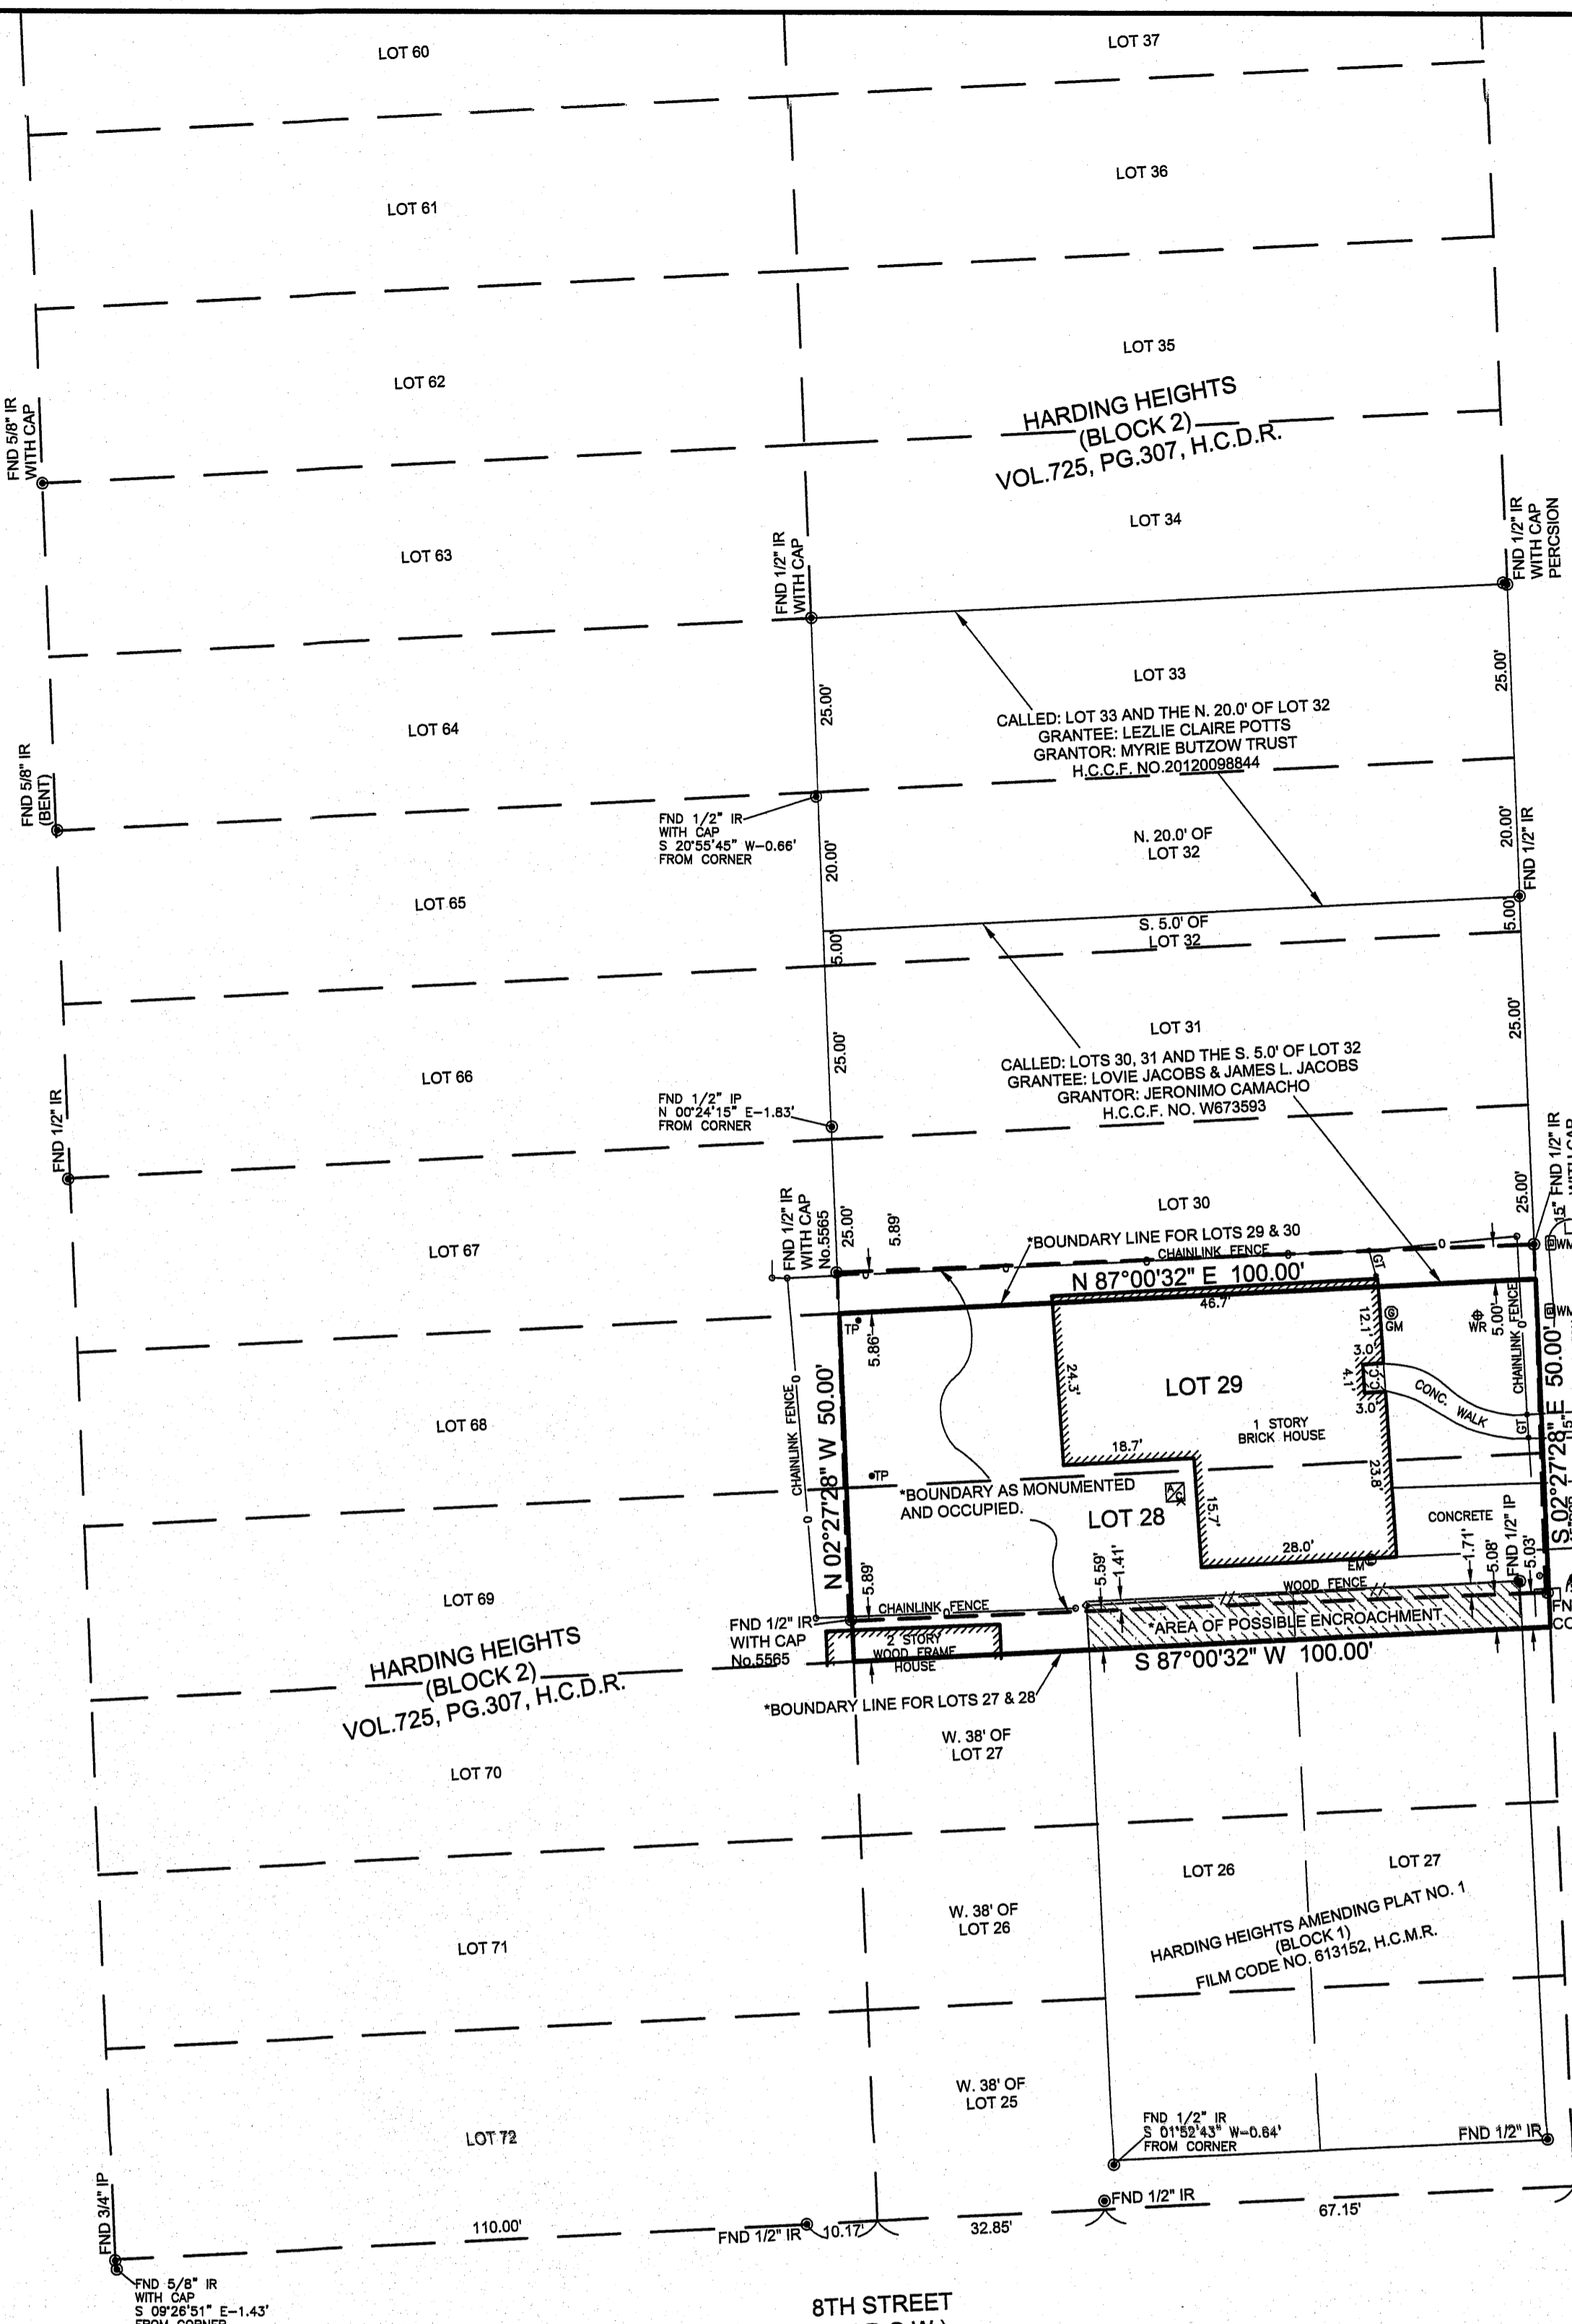 LOT 60
LOT 37
LOT 36
LOT 61
LOT 35
LOT 62
HARDING HEIGHTS
(BLOCK 2)
VOL.725, PG.307, H.C.D.R.
FND 5/8" IR
WITH CAP
LOT 34
LOT 63
FND 1/2" IR
WITH CAP
FND 1/2" IR
WITH CAP
PERCSION
LOT 33
25.00'
25.00'
CALLED: LOT 33 AND THE N. 20.0' OF LOT 32
GRANTEE: LEZLIE CLAIRE POTTS
GRANTOR: MYRIE BUTZOW TRUST
H.C.C.F. NO.20120098844
LOT 64
FND 5/8" IR
(BENT)
FND 1/2" IR
WITH CAP
S 20°55'45" W-0.66'
FROM CORNER
N. 20.0' OF
LOT 32
20.00'
20.00'
FND 1/2" IR
LOT 65
S. 5.0' OF
LOT 32
5.00'
5.00'
LOT 31
25.00'
25.00'
CALLED: LOTS 30, 31 AND THE S. 5.0' OF LOT 32
GRANTEE: LOVIE JACOBS & JAMES L. JACOBS
GRANTOR: JERONIMO CAMACHO
H.C.C.F. NO. W673593
LOT 66
FND 1/2" IP
N 00°24'15" E-1.83'
FROM CORNER
FND 1/2" IR
FND 1/2" IR
LOT 30
25.00'
25.00'
FND 1/2" IR
WITH CAP
No.5565
5.89'
*BOUNDARY LINE FOR LOTS 29 & 30
CHAINLINK FENCE
LOT 67
N 87°00'32" E 100.00'
GT
WM
WM
46.7'
TP
5.86'
12.1'
GM
WR
5.00'
CHAINLINK FENCE
3.0'
4.1'
C.C.
3.0'
CONC. WALK
GT
24.3'
LOT 29
1 STORY
BRICK HOUSE
CHAINLINK FENCE
N 02°27'28" W 50.00'
S 02°27'28" E 50.00'
LOT 68
18.7'
23.8'
TP
*BOUNDARY AS MONUMENTED
AND OCCUPIED.
A/C
15.7'
LOT 28
CONCRETE
28.0'
EM
FND 1/2" IP
1.71'
5.08'
5.03'
5.89'
5.59'
1.41'
WOOD FENCE
LOT 69
CHAINLINK FENCE
FND 1/2" IR
WITH CAP
No.5565
*AREA OF POSSIBLE ENCROACHMENT
2 STORY
WOOD FRAME
HOUSE
S 87°00'32" W 100.00'
HARDING HEIGHTS
(BLOCK 2)
VOL.725, PG.307, H.C.D.R.
*BOUNDARY LINE FOR LOTS 27 & 28
W. 38' OF
LOT 27
LOT 70
LOT 26
LOT 27
HARDING HEIGHTS AMENDING PLAT NO. 1
(BLOCK 1)
FILM CODE NO. 613152, H.C.M.R.
W. 38' OF
LOT 26
LOT 71
W. 38' OF
LOT 25
LOT 72
FND 1/2" IR
S 01°52'43" W-0.64'
FROM CORNER
FND 1/2" IR
FND 1/2" IR
FND 3/4" IP
110.00'
FND 1/2" IR
10.17'
32.85'
67.15'
FND 5/8" IR
WITH CAP
S 09°26'51" E-1.43'
FROM CORNER
8TH STREET